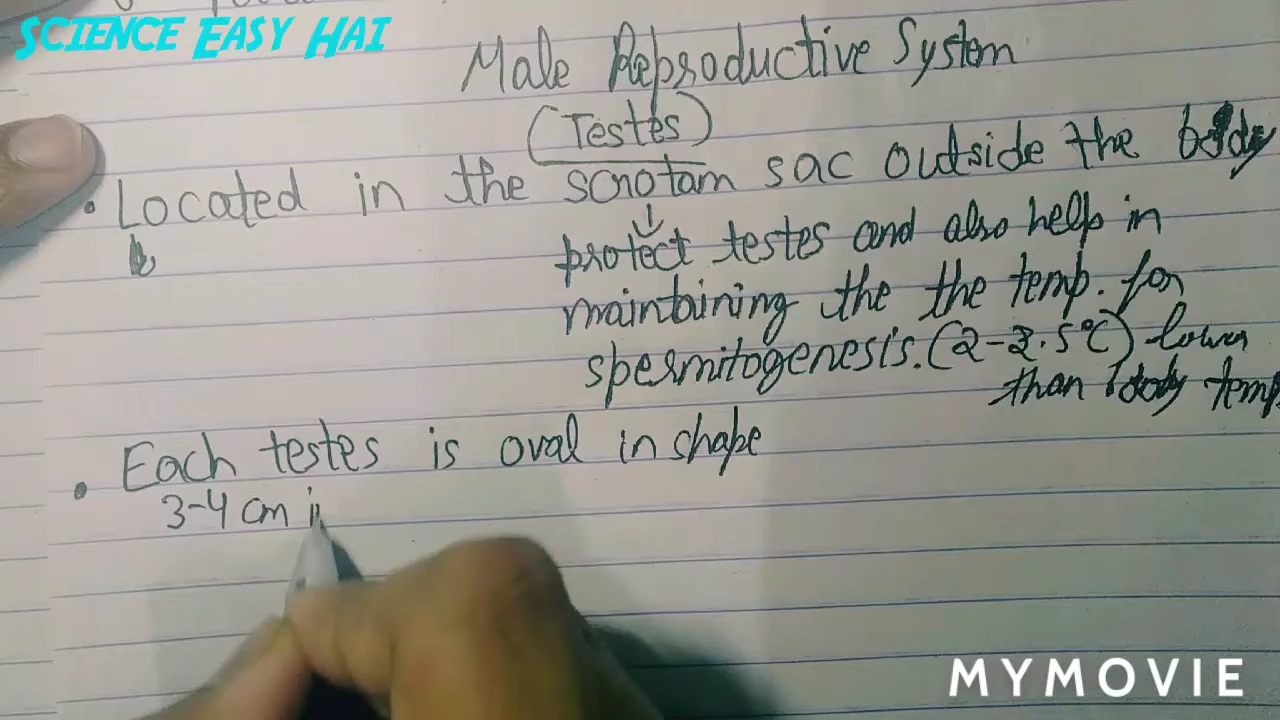 SCIENCE EASY HAI
Male Reproductive System
(Testes)
• Located in the scrotam sac outside the body
protect testes and also help in
maintaining the the temp. for
spermitogenesis. (2-2.5°C) lower
than body temp.
• Each testes is oval in shape
3-4 cm i
MYMOVIE